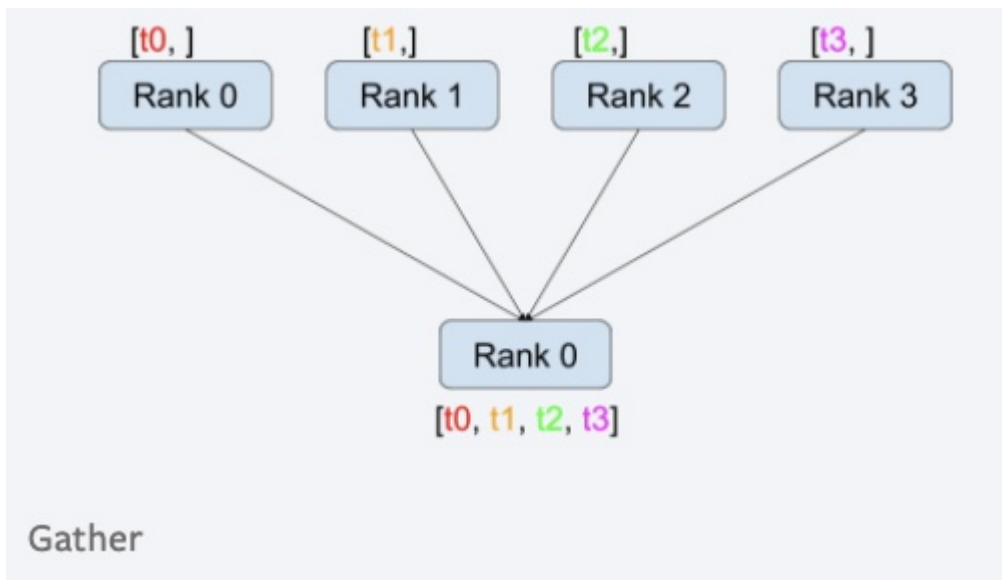 [t0, ] [t1,] [t2,] [t3, ]
Rank 0 Rank 1 Rank 2 Rank 3
Rank 0
[t0, t1, t2, t3]
Gather